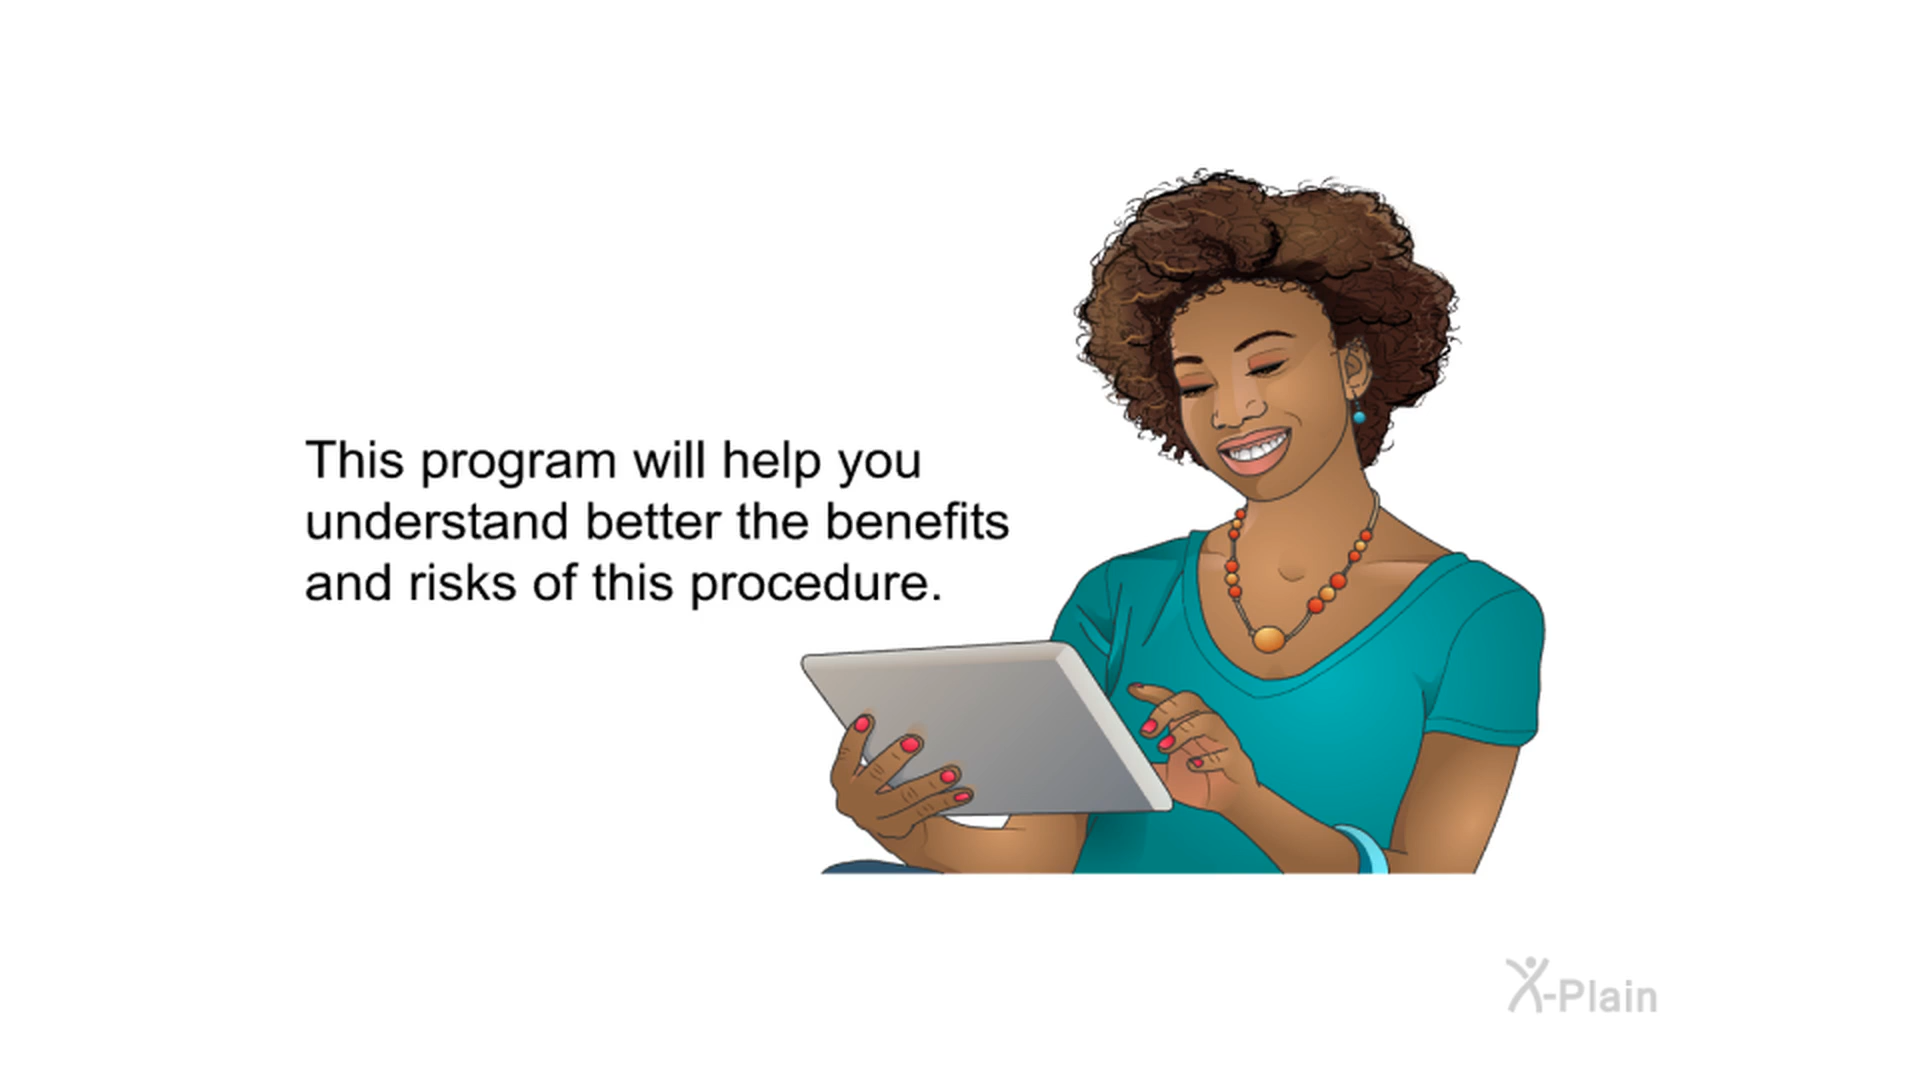 This program will help you
understand better the benefits
and risks of this procedure.
X-Plain